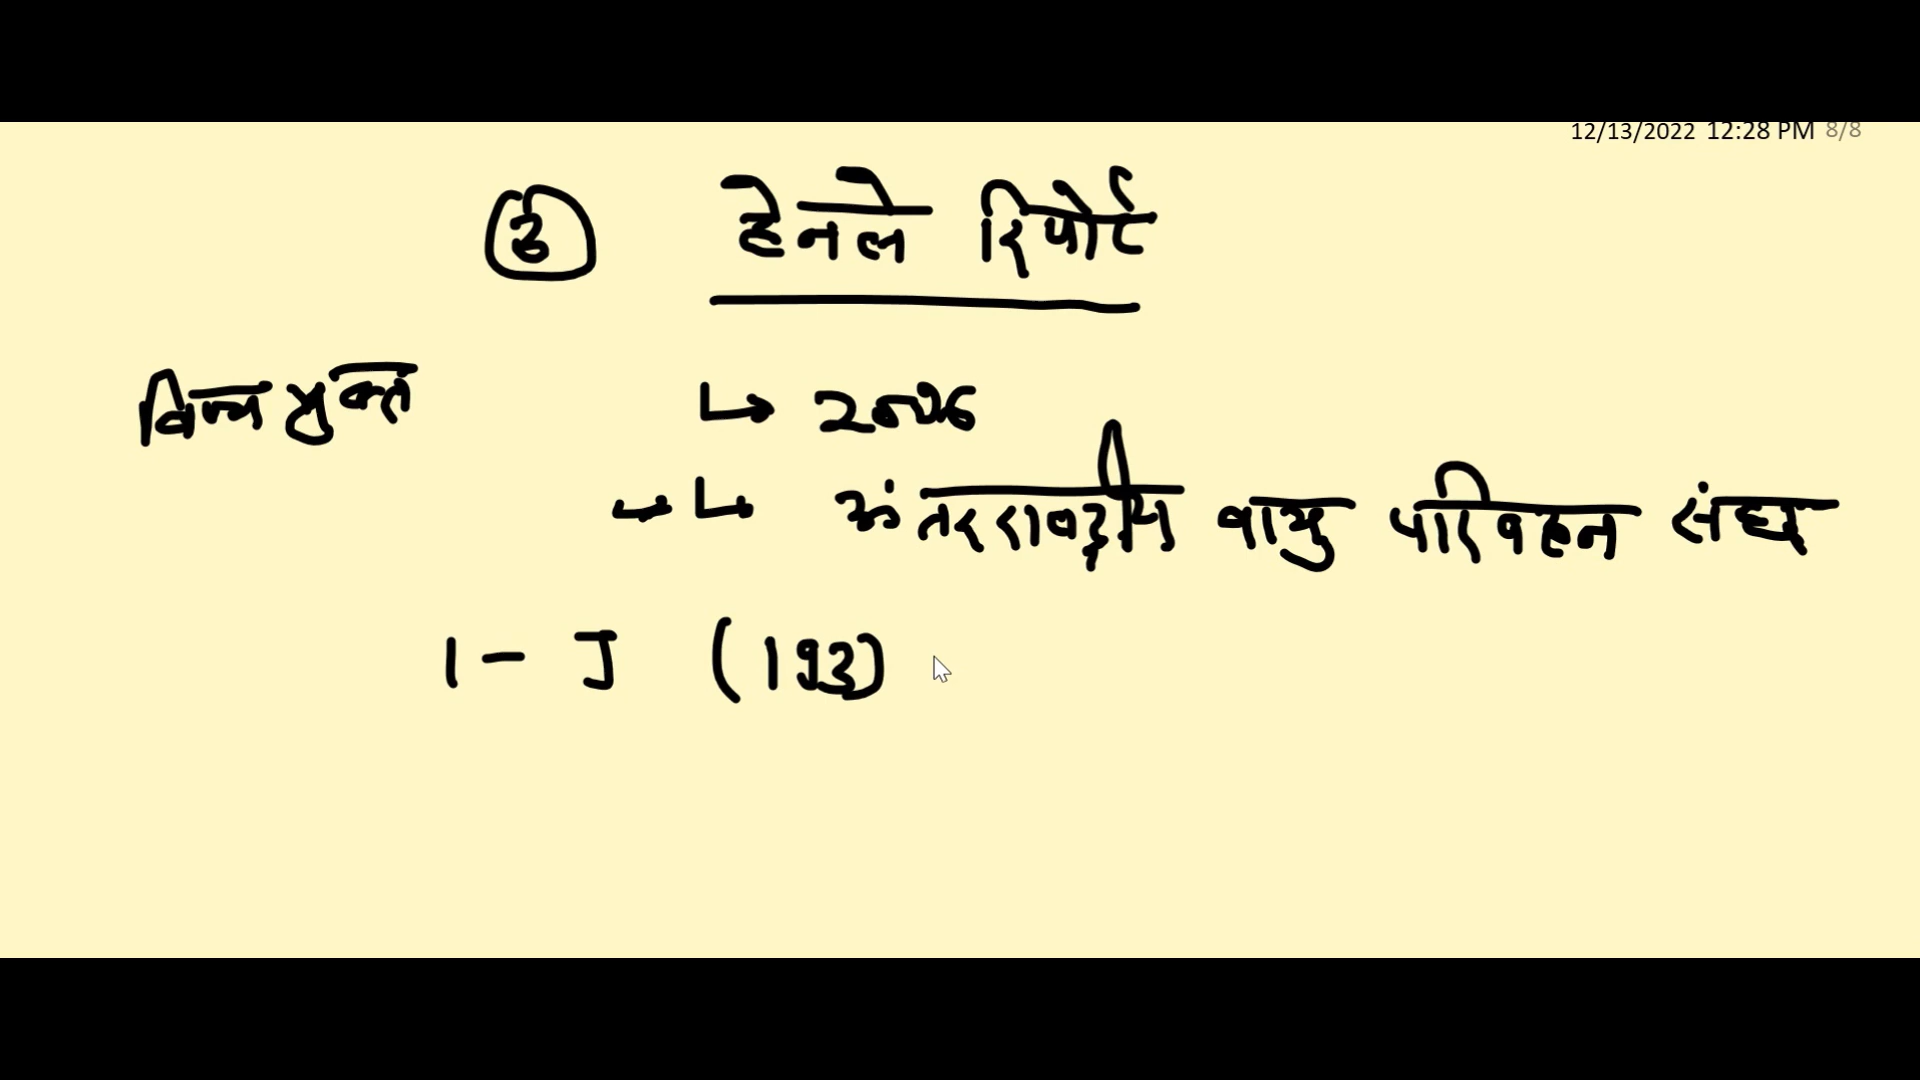 12/13/2022 12:28 PM 8/8
③ हेनले रिपोर्ट
↳ 2006
→ ↳ अंतरराष्ट्रीय वायु परिवहन संघ
1 - J (193)